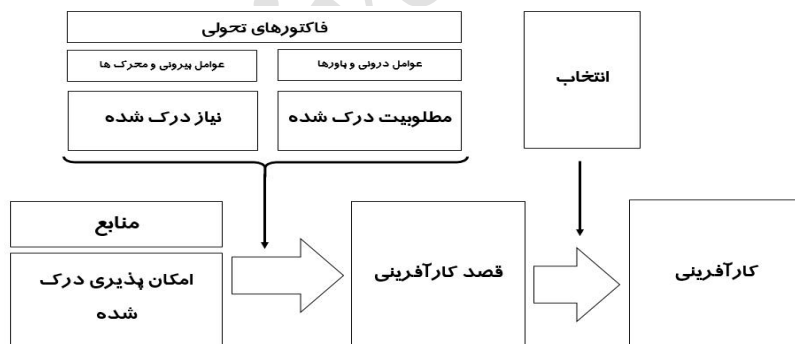 فاکتورهای تحولی
عوامل درونی و باورها
عوامل بیرونی و محرک ها
انتخاب
مطلوبیت درک شده
نیاز درک شده
منابع
امکان پذیری درک
شده
قصد کارآفرینی
کارآفرینی